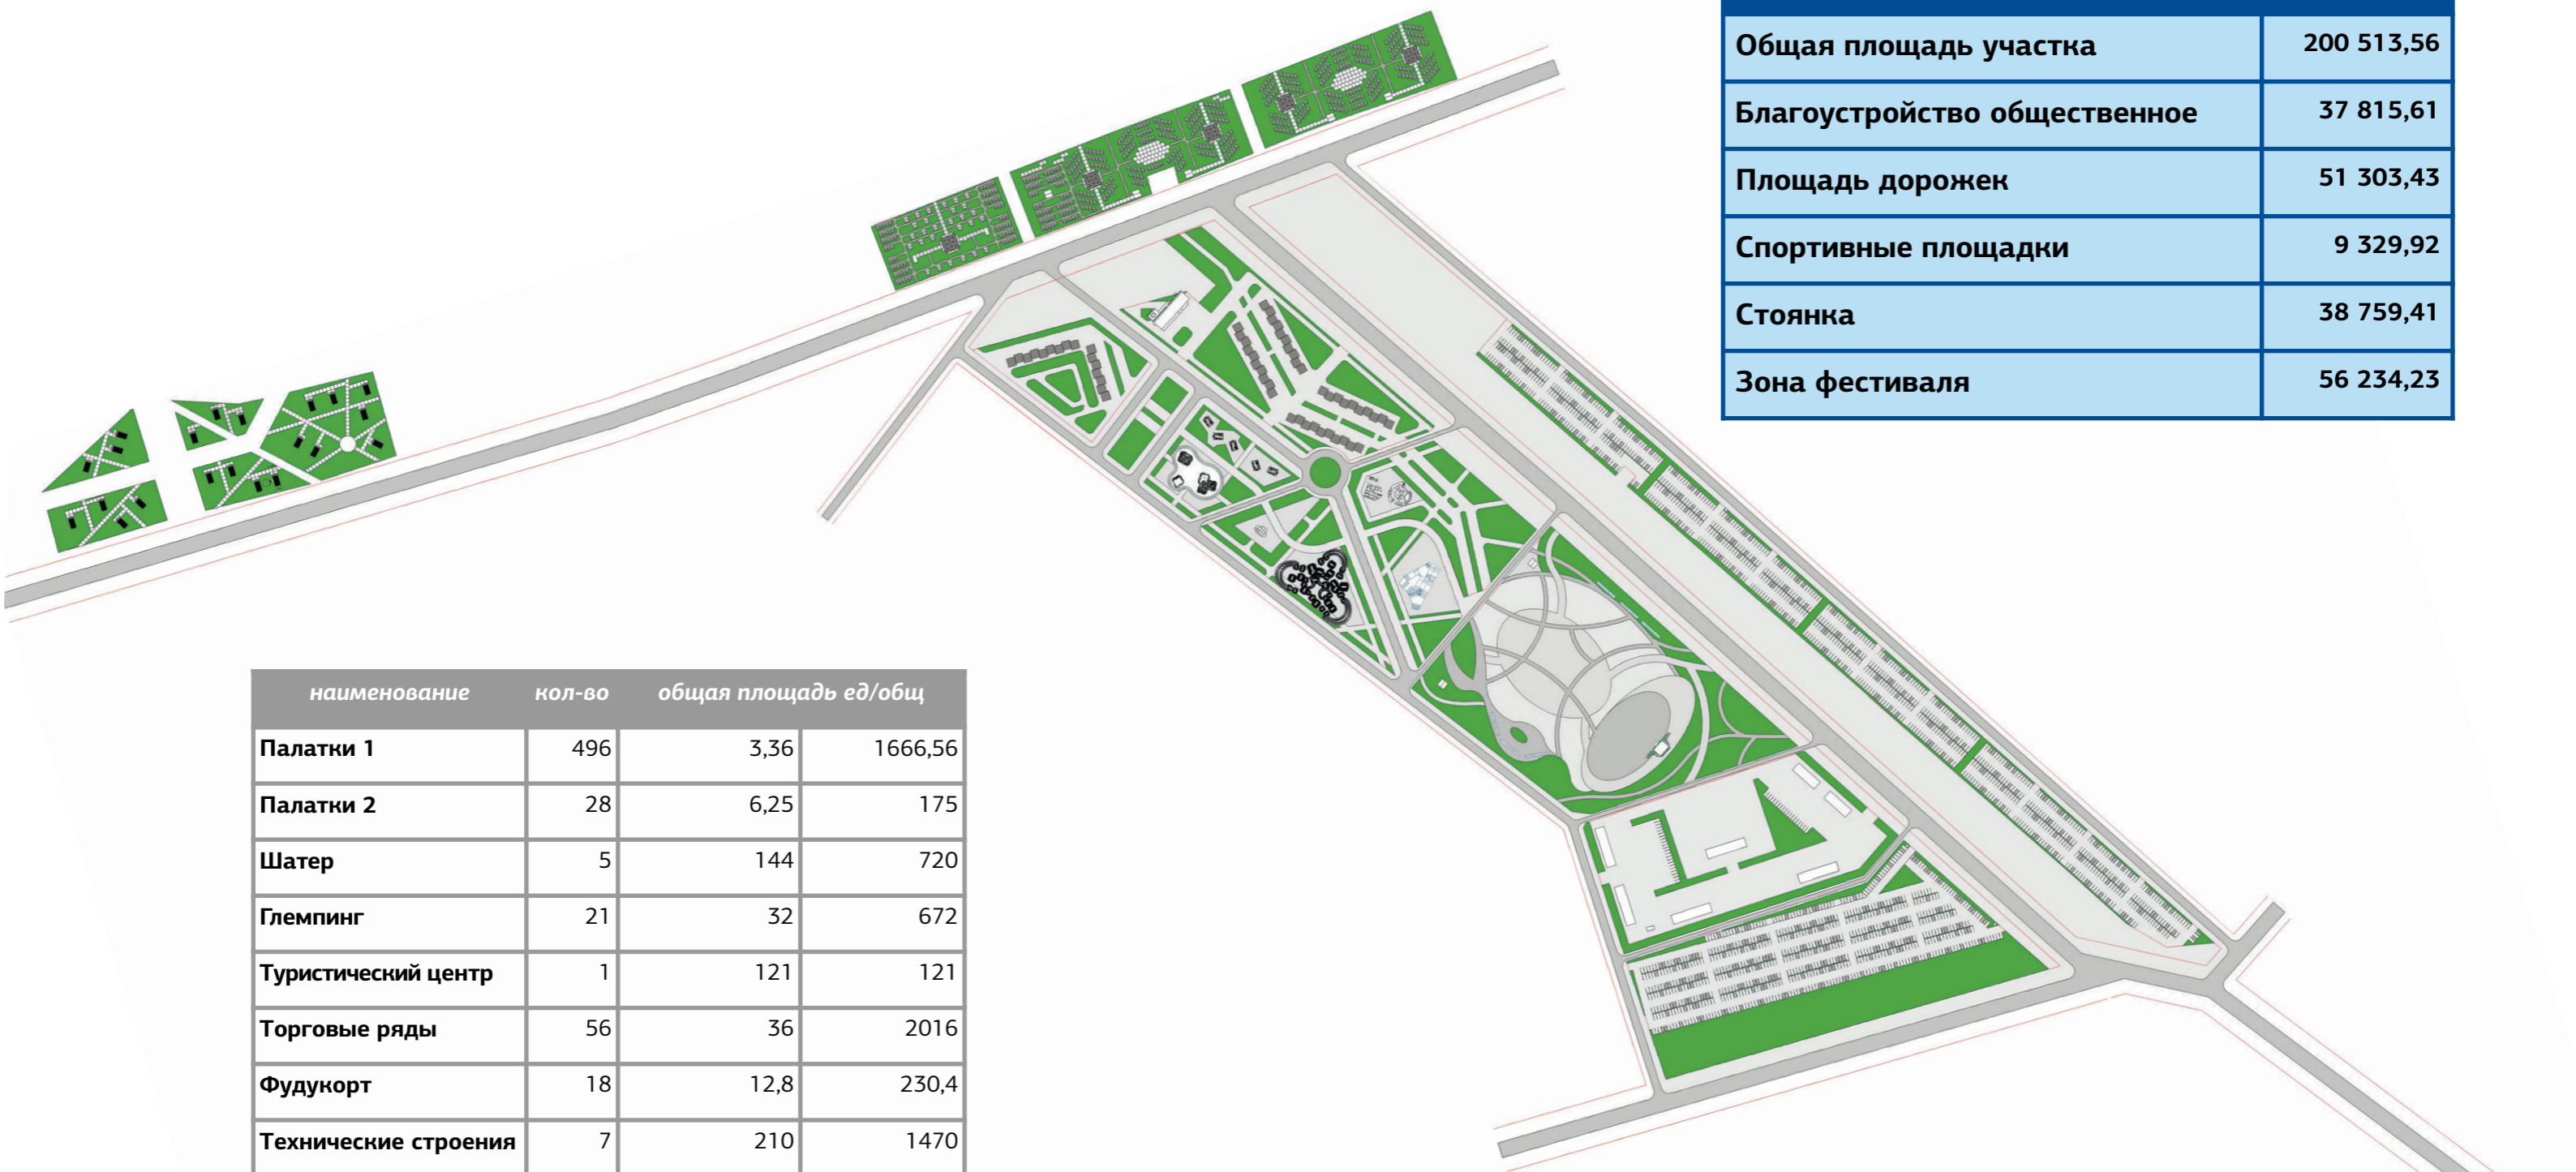 Общая площадь участка 200 513,56
Благоустройство общественное 37 815,61
Площадь дорожек 51 303,43
Спортивные площадки 9 329,92
Стоянка 38 759,41
Зона фестиваля 56 234,23
наименование кол-во общая площадь ед/общ
Палатки 1 496 3,36 1666,56
Палатки 2 28 6,25 175
Шатер 5 144 720
Глемпинг 21 32 672
Туристический центр 1 121 121
Торговые ряды 56 36 2016
Фудукорт 18 12,8 230,4
Технические строения 7 210 1470